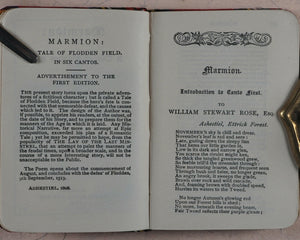 MARMION:
TALE OF FLODDEN FIELD.
IN SIX CANTOS.
ADVERTISEMENT TO THE
FIRST EDITION.
THE present story turns upon the private adventures
of a fictitious character; but is called a Tale
of Flodden Field, because the hero's fate is connected
with that memorable defeat, and the causes
which led to it. The design of the Author was,
if possible, to apprize his readers, at the outset, of
the date of his Story, and to prepare them for the
manners of the Age in which it is laid. Any Historical
Narrative, far more an attempt at Epic
composition, exceeded his plan of a Romantic
Tale; yet he may be permitted to hope, from the
popularity of THE LAY OF THE LAST MINSTREL,
that an attempt to paint the manners of the
feudal times, upon a broader scale, and in the
course of a more interesting story, will not be
unacceptable to the Public.
The Poem opens about the commencement of
August, and concludes with the defeat of Flodden,
9th September, 1513.
ASHESTIEL, 1808.
Marmion.
Introduction to Canto First.
TO
WILLIAM STEWART ROSE, ESQ.
Ashestiel, Ettrick Forest.
NOVEMBER'S sky is chill and drear,
November's leaf is red and sear:
Late, gazing down the steepy linn,
That hems our little garden in,
Low in its dark and narrow glen,
You scarce the rivulet might ken,
So thick the tangled greenwood grew,
So feeble trill'd the streamlet through:
Now, murmuring hoarse, and frequent seen
Through bush and brier, no longer green,
An angry brook, it sweeps the glade,
Brawls over rock and wild cascade,
And, foaming brown with doubled speed,
Hurries its waters to the Tweed.
No longer Autumn's glowing red
Upon our Forest hills is shed;
No more, beneath the evening beam,
Fair Tweed reflects their purple gleam;